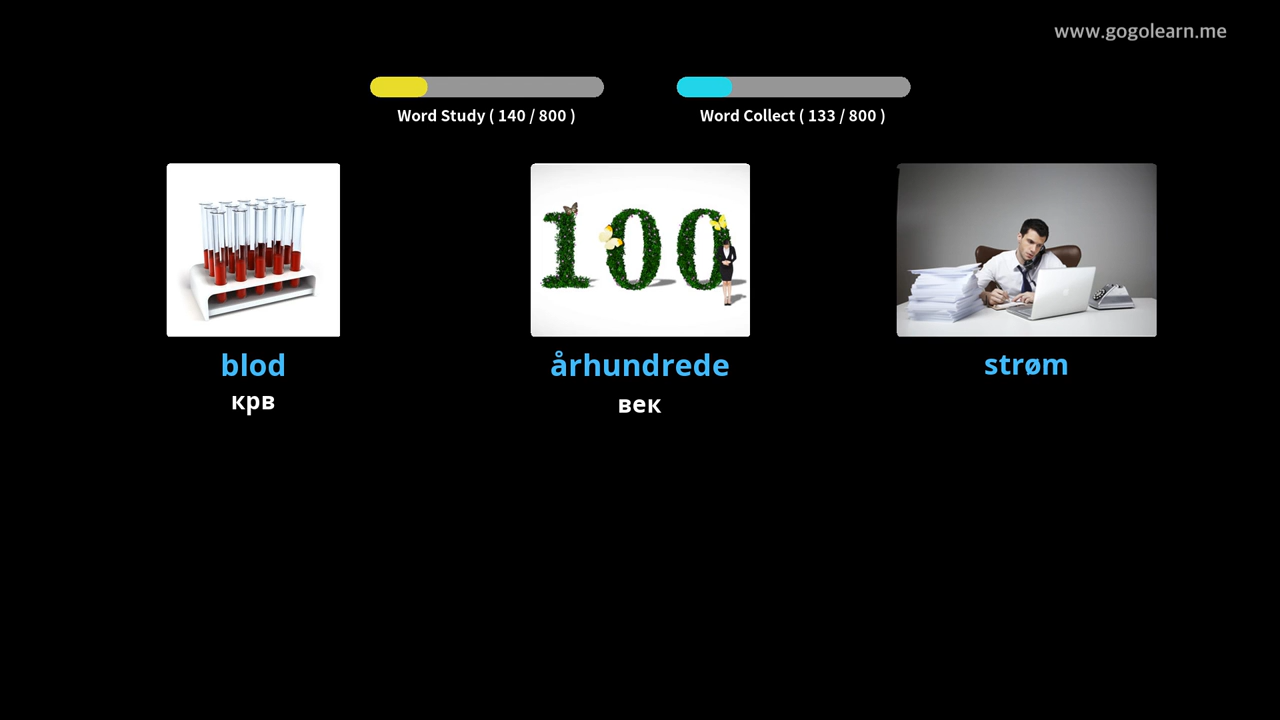 www.gogolearn.me
Word Study ( 140 / 800 )
Word Collect ( 133 / 800 )
blod
крв
århundrede
век
strøm